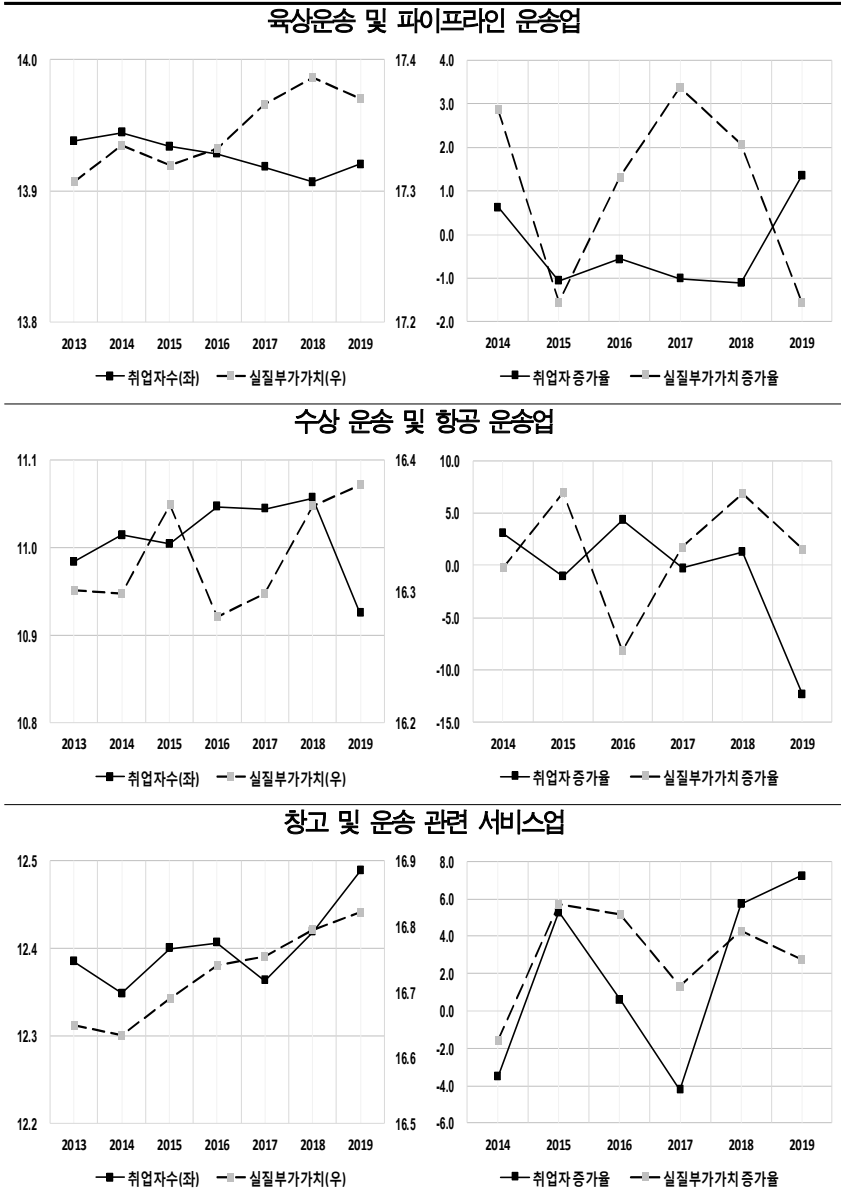 육상운송 및 파이프라인 운송업
14.0
13.9
13.8
17.4
17.3
17.2
2013 2014 2015 2016 2017 2018 2019
취업자수(좌) 실질부가가치(우)
4.0
3.0
2.0
1.0
0.0
-1.0
-2.0
2014 2015 2016 2017 2018 2019
취업자 증가율 실질부가가치 증가율
수상 운송 및 항공 운송업
11.1
11.0
10.9
10.8
16.4
16.3
16.2
2013 2014 2015 2016 2017 2018 2019
취업자수(좌) 실질부가가치(우)
10.0
5.0
0.0
-5.0
-10.0
-15.0
2014 2015 2016 2017 2018 2019
취업자 증가율 실질부가가치 증가율
창고 및 운송 관련 서비스업
12.5
12.4
12.3
12.2
16.9
16.8
16.7
16.6
16.5
2013 2014 2015 2016 2017 2018 2019
취업자수(좌) 실질부가가치(우)
8.0
6.0
4.0
2.0
0.0
-2.0
-4.0
-6.0
2014 2015 2016 2017 2018 2019
취업자 증가율 실질부가가치 증가율